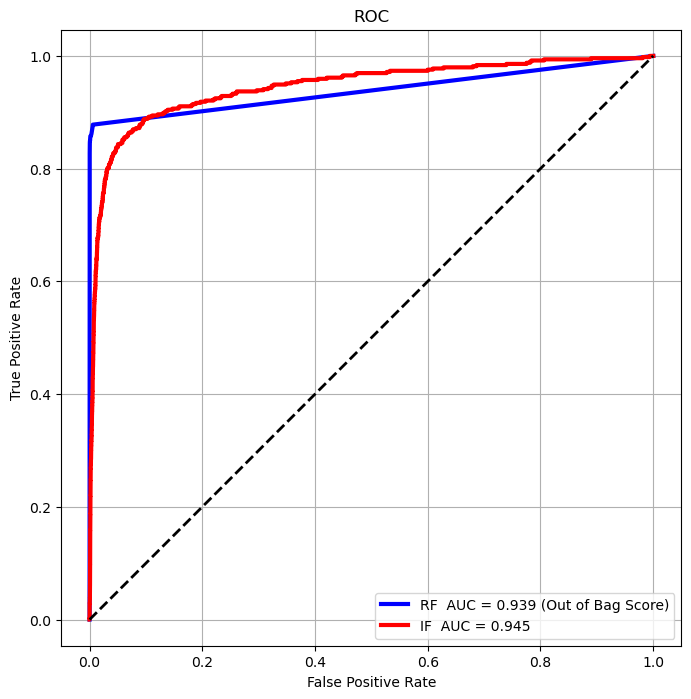 ROC
True Positive Rate
1.0
0.8
0.6
0.4
0.2
0.0
RF  AUC = 0.939 (Out of Bag Score)
IF  AUC = 0.945
0.0 0.2 0.4 0.6 0.8 1.0
False Positive Rate